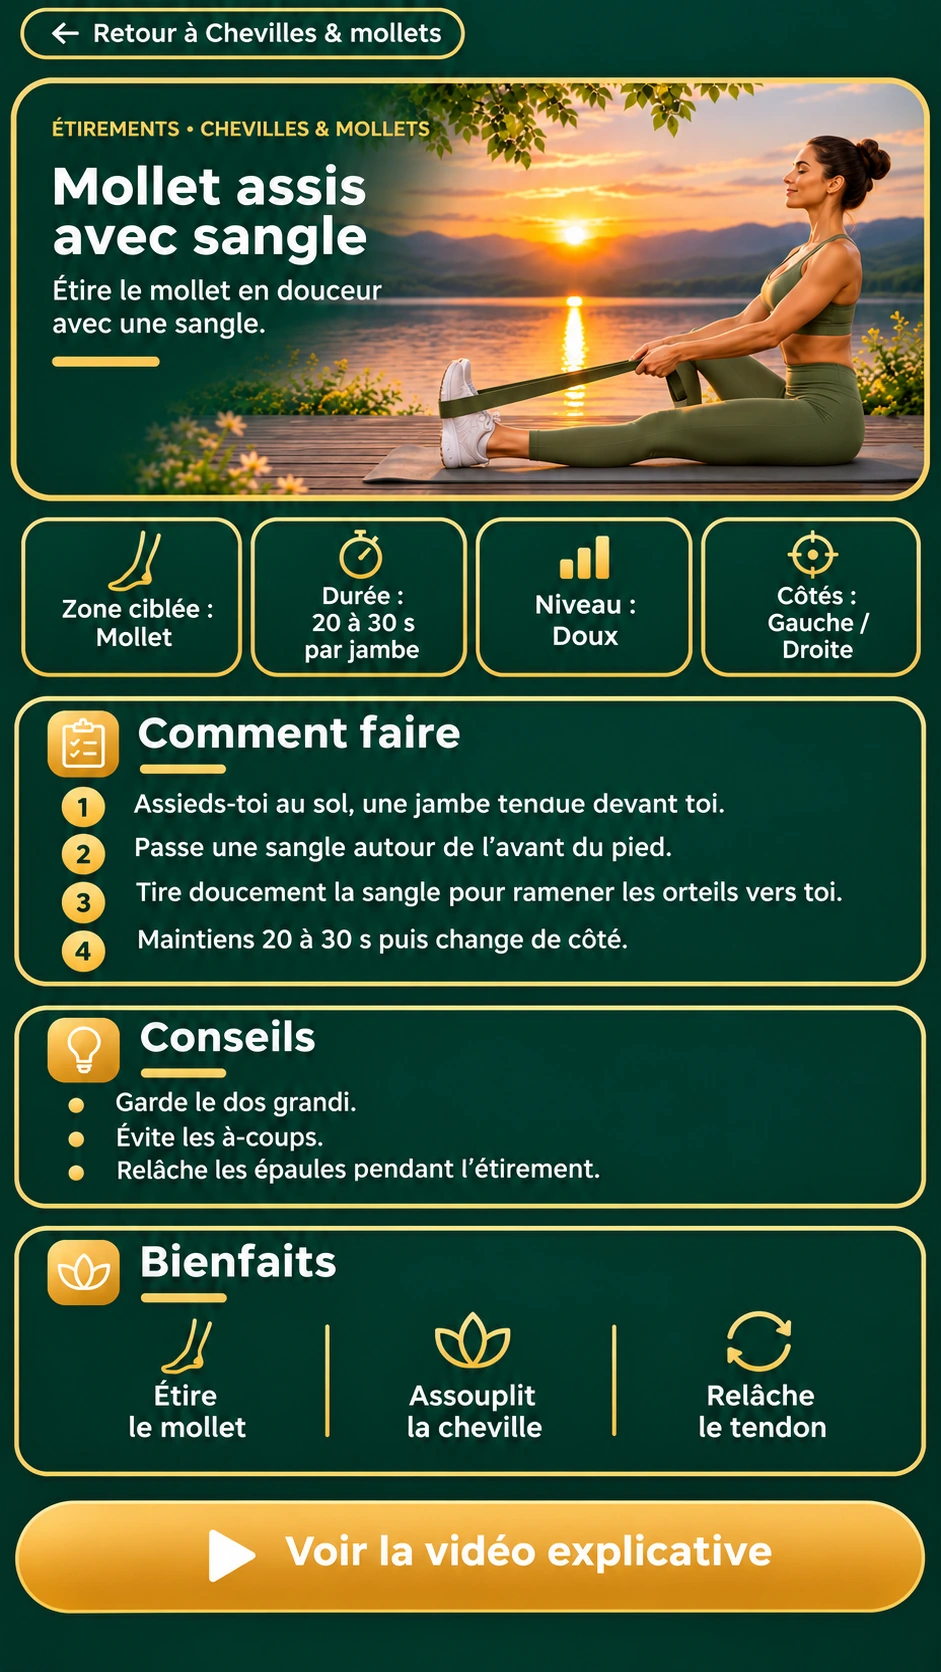 ← Retour à Chevilles & mollets
ÉTIREMENTS • CHEVILLES & MOLLETS
Mollet assis
avec sangle
Étire le mollet en douceur
avec une sangle.
Zone ciblée :
Mollet
Durée :
20 à 30 s
par jambe
Niveau :
Doux
Côtés :
Gauche /
Droite
Comment faire
1 Assieds-toi au sol, une jambe tendue devant toi.
2 Passe une sangle autour de l’avant du pied.
3 Tire doucement la sangle pour ramener les orteils vers toi.
4 Maintiens 20 à 30 s puis change de côté.
Conseils
• Garde le dos grandi.
• Évite les à-coups.
• Relâche les épaules pendant l’étirement.
Bienfaits
Étire
le mollet
Assouplit
la cheville
Relâche
le tendon
Voir la vidéo explicative